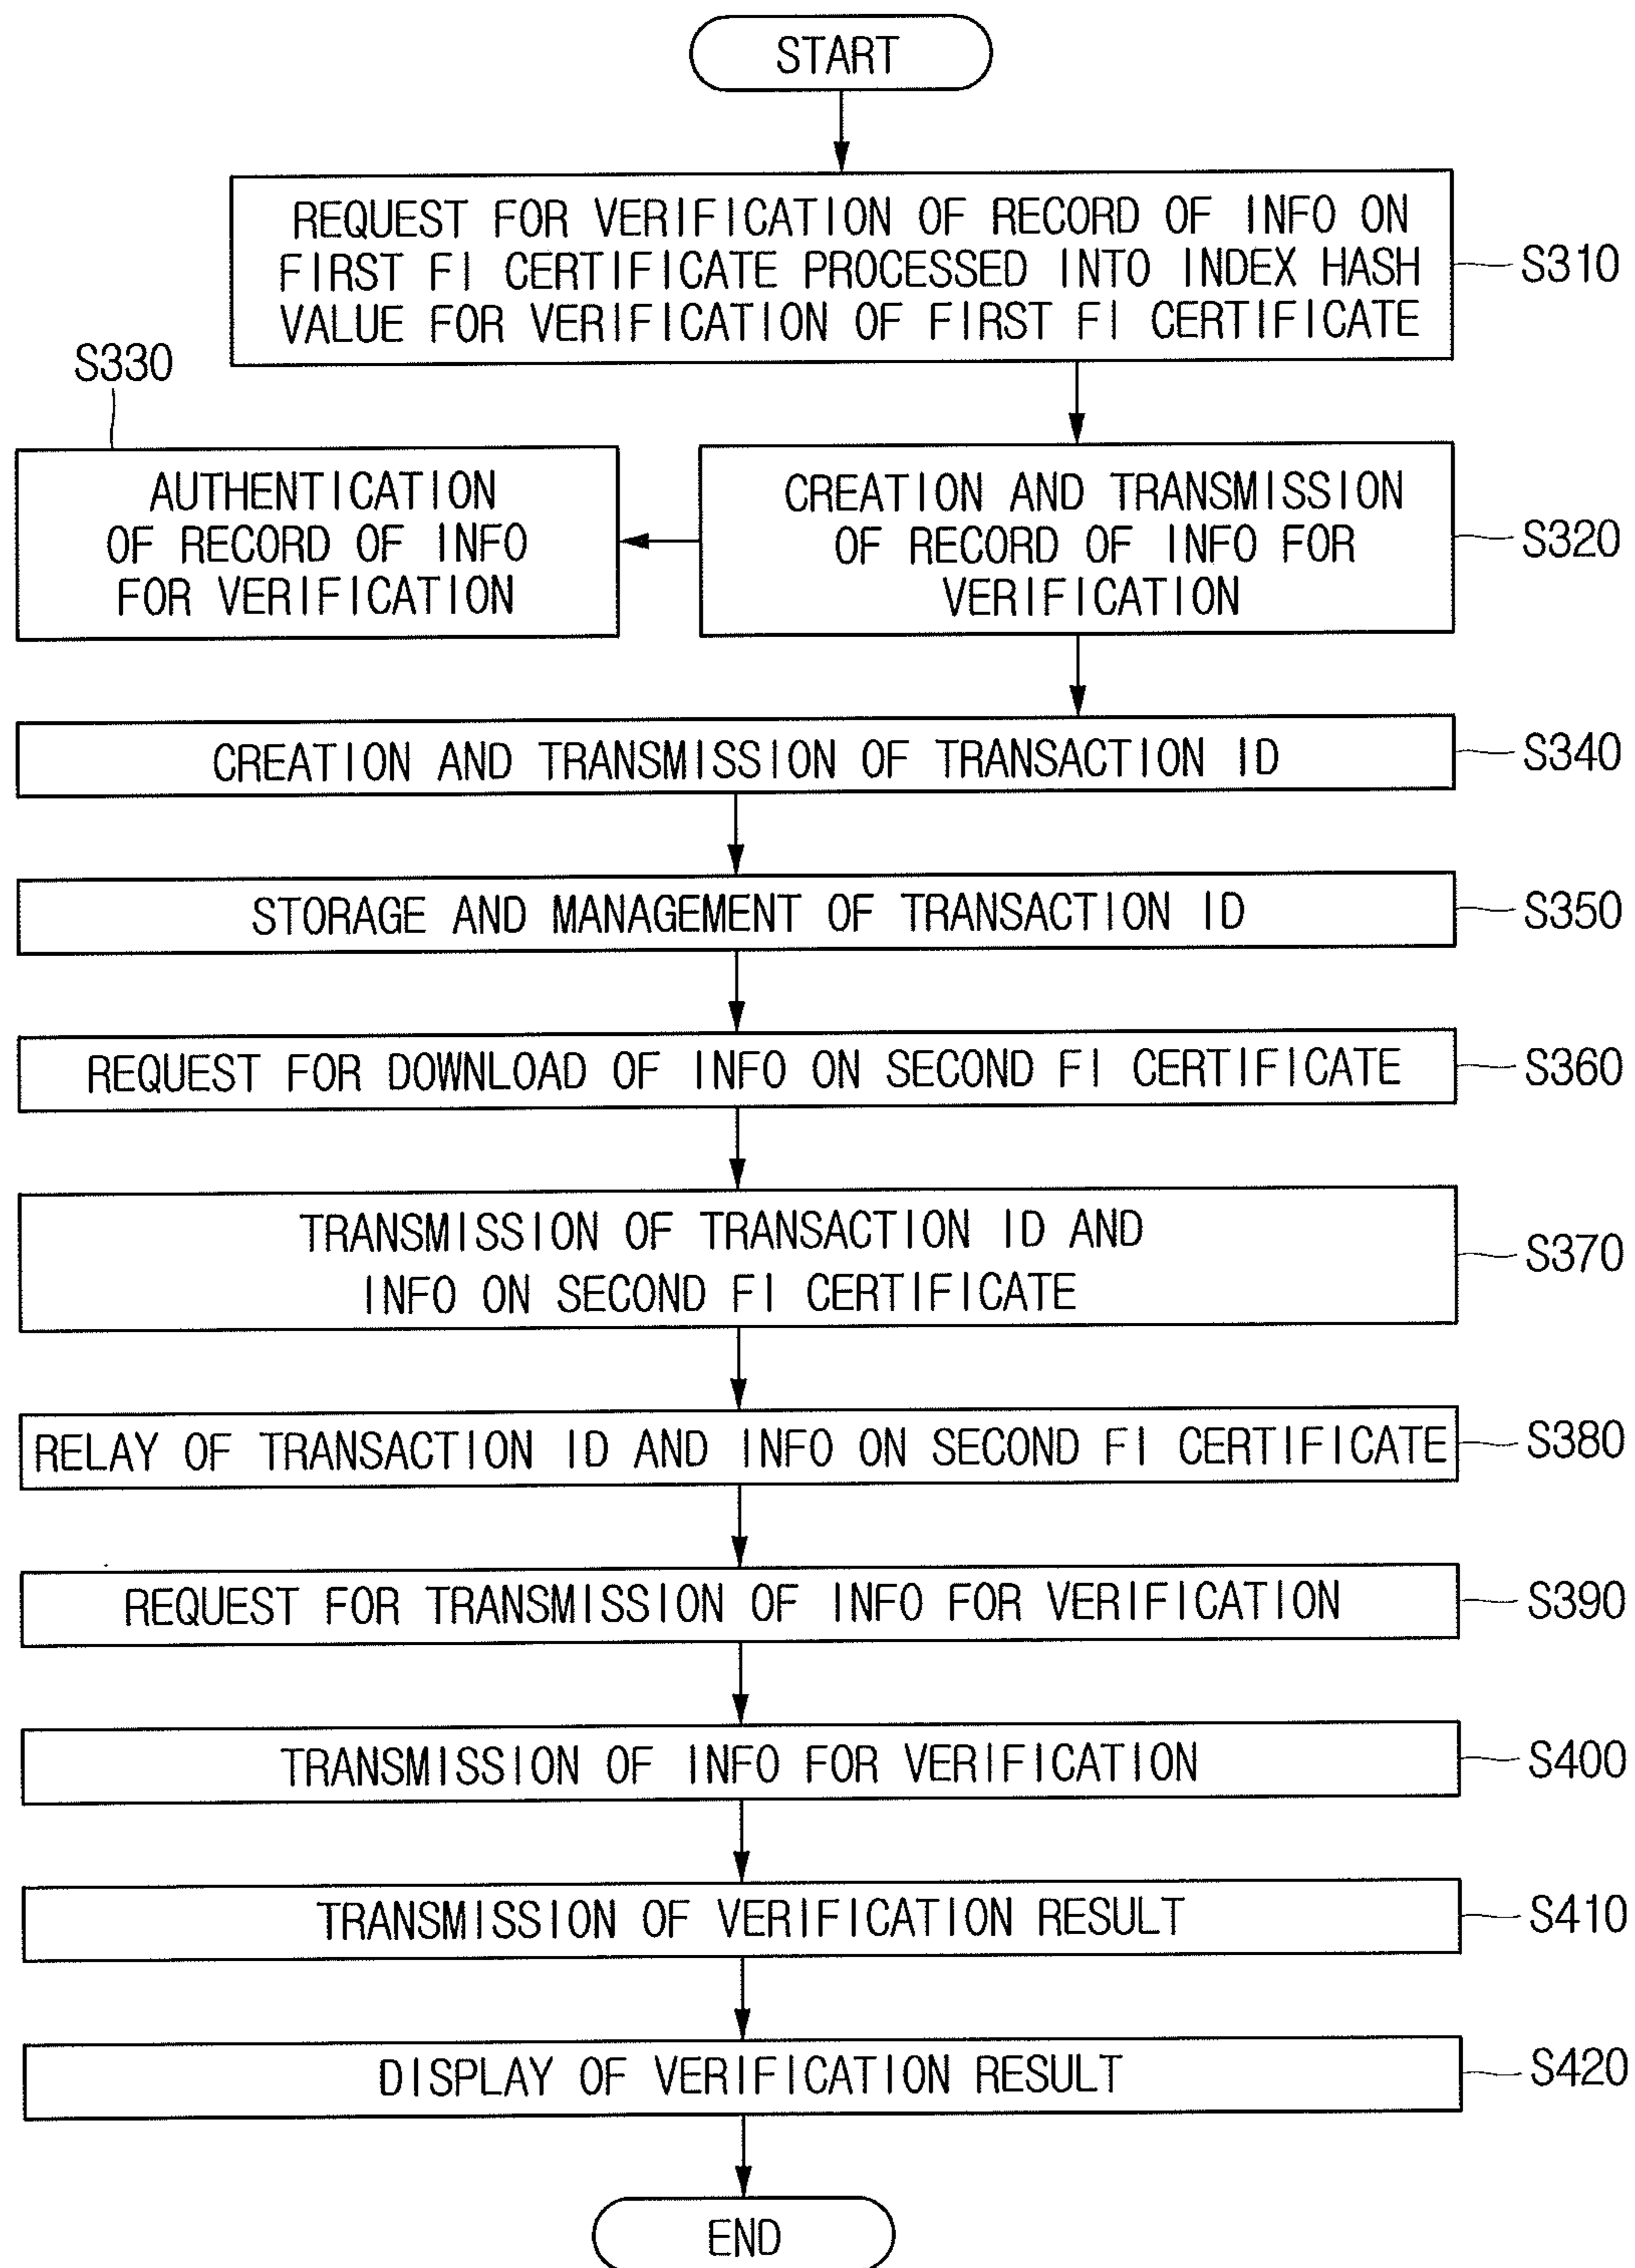 START
REQUEST FOR VERIFICATION OF RECORD OF INFO ON
FIRST FI CERTIFICATE PROCESSED INTO INDEX HASH
VALUE FOR VERIFICATION OF FIRST FI CERTIFICATE
S310
S330
AUTHENTICATION
OF RECORD OF INFO
FOR VERIFICATION
CREATION AND TRANSMISSION
OF RECORD OF INFO FOR
VERIFICATION
S320
CREATION AND TRANSMISSION OF TRANSACTION ID
S340
STORAGE AND MANAGEMENT OF TRANSACTION ID
S350
REQUEST FOR DOWNLOAD OF INFO ON SECOND FI CERTIFICATE
S360
TRANSMISSION OF TRANSACTION ID AND
INFO ON SECOND FI CERTIFICATE
S370
RELAY OF TRANSACTION ID AND INFO ON SECOND FI CERTIFICATE
S380
REQUEST FOR TRANSMISSION OF INFO FOR VERIFICATION
S390
TRANSMISSION OF INFO FOR VERIFICATION
S400
TRANSMISSION OF VERIFICATION RESULT
S410
DISPLAY OF VERIFICATION RESULT
S420
END